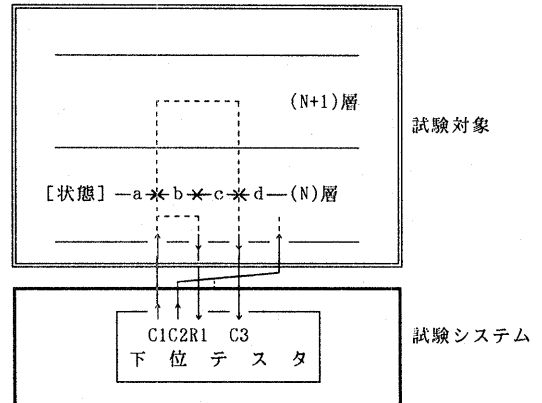 (N+1)層
試験対象
[状態] ―a b c d―(N)層
C1C2R1 C3
試験システム
下位テスタ